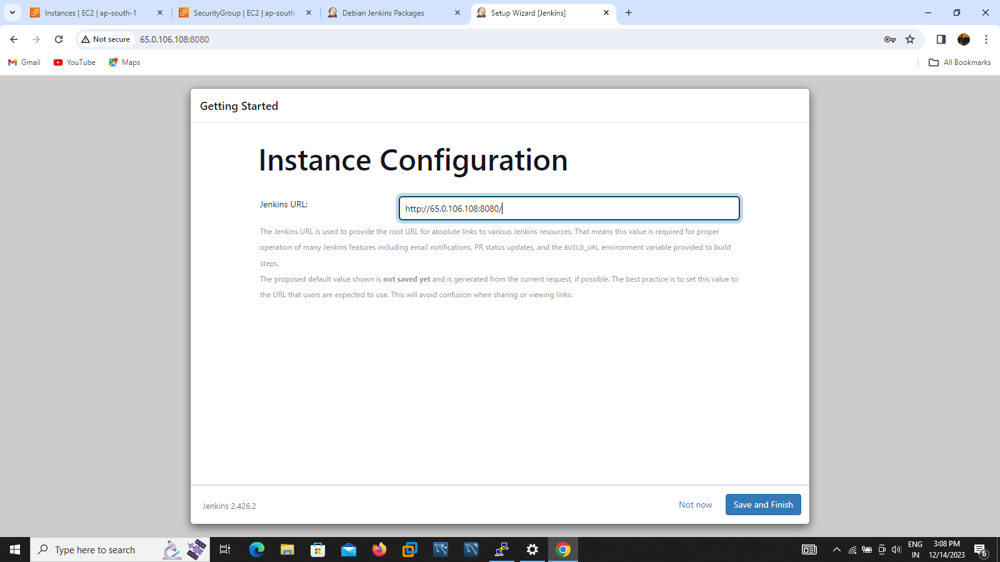 Instances | EC2 | ap-south-1
SecurityGroup | EC2 | ap-south-
Debian Jenkins Packages
Setup Wizard [Jenkins]
Not secure
65.0.106.108:8080
Gmail
YouTube
Maps
All Bookmarks
Getting Started
Instance Configuration
Jenkins URL:
http://65.0.106.108:8080/
The Jenkins URL is used to provide the root URL for absolute links to various Jenkins resources. That means this value is required for proper
operation of many Jenkins features including email notifications, PR status updates, and the BUILD_URL environment variable provided to build
steps.
The proposed default value shown is not saved yet and is generated from the current request, if possible. The best practice is to set this value to
the URL that users are expected to use. This will avoid confusion when sharing or viewing links.
Jenkins 2.426.2
Not now
Save and Finish
Type here to search
ENG
IN
3:08 PM
12/14/2023
6